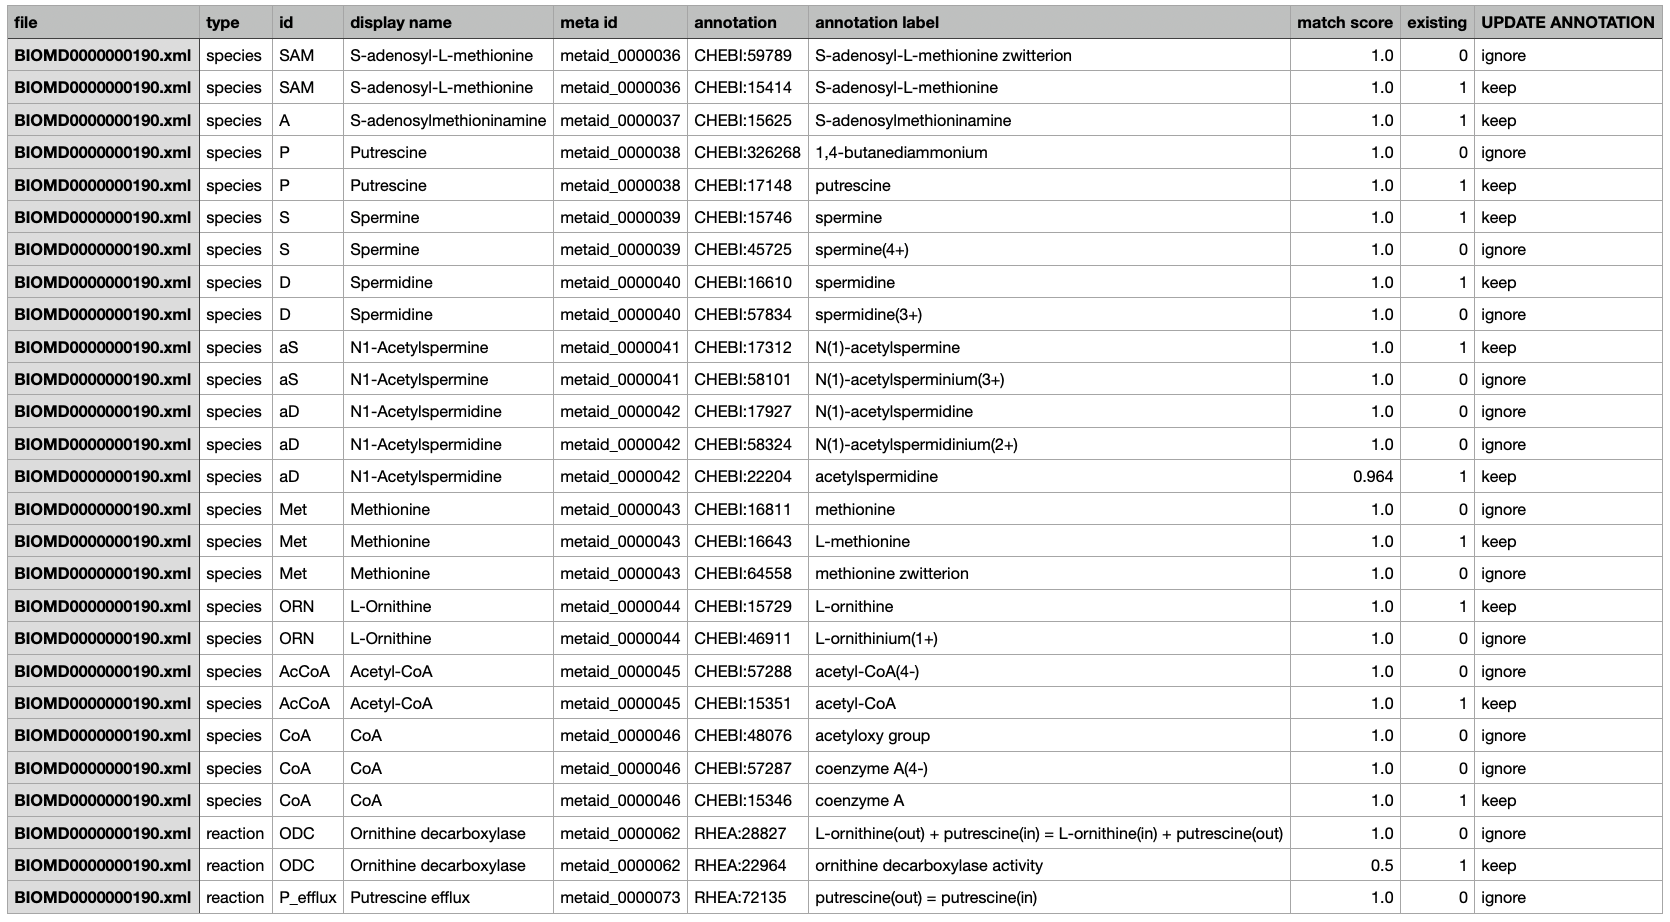 file type id display name meta id annotation annotation label match score existing UPDATE ANNOTATION
BIOMD0000000190.xml species SAM S-adenosyl-L-methionine metaid_0000036 CHEBI:59789 S-adenosyl-L-methionine zwitterion 1.0 0 ignore
BIOMD0000000190.xml species SAM S-adenosyl-L-methionine metaid_0000036 CHEBI:15414 S-adenosyl-L-methionine 1.0 1 keep
BIOMD0000000190.xml species A S-adenosylmethioninamine metaid_0000037 CHEBI:15625 S-adenosylmethioninamine 1.0 1 keep
BIOMD0000000190.xml species P Putrescine metaid_0000038 CHEBI:326268 1,4-butanediammonium 1.0 0 ignore
BIOMD0000000190.xml species P Putrescine metaid_0000038 CHEBI:17148 putrescine 1.0 1 keep
BIOMD0000000190.xml species S Spermine metaid_0000039 CHEBI:15746 spermine 1.0 1 keep
BIOMD0000000190.xml species S Spermine metaid_0000039 CHEBI:45725 spermine(4+) 1.0 0 ignore
BIOMD0000000190.xml species D Spermidine metaid_0000040 CHEBI:16610 spermidine 1.0 1 keep
BIOMD0000000190.xml species D Spermidine metaid_0000040 CHEBI:57834 spermidine(3+) 1.0 0 ignore
BIOMD0000000190.xml species aS N1-Acetylspermine metaid_0000041 CHEBI:17312 N(1)-acetylspermine 1.0 1 keep
BIOMD0000000190.xml species aS N1-Acetylspermine metaid_0000041 CHEBI:58101 N(1)-acetylsperminium(3+) 1.0 0 ignore
BIOMD0000000190.xml species aD N1-Acetylspermidine metaid_0000042 CHEBI:17927 N(1)-acetylspermidine 1.0 0 ignore
BIOMD0000000190.xml species aD N1-Acetylspermidine metaid_0000042 CHEBI:58324 N(1)-acetylspermidinium(2+) 1.0 0 ignore
BIOMD0000000190.xml species aD N1-Acetylspermidine metaid_0000042 CHEBI:22204 acetylspermidine 0.964 1 keep
BIOMD0000000190.xml species Met Methionine metaid_0000043 CHEBI:16811 methionine 1.0 0 ignore
BIOMD0000000190.xml species Met Methionine metaid_0000043 CHEBI:16643 L-methionine 1.0 1 keep
BIOMD0000000190.xml species Met Methionine metaid_0000043 CHEBI:64558 methionine zwitterion 1.0 0 ignore
BIOMD0000000190.xml species ORN L-Ornithine metaid_0000044 CHEBI:15729 L-ornithine 1.0 1 keep
BIOMD0000000190.xml species ORN L-Ornithine metaid_0000044 CHEBI:46911 L-ornithinium(1+) 1.0 0 ignore
BIOMD0000000190.xml species AcCoA Acetyl-CoA metaid_0000045 CHEBI:57288 acetyl-CoA(4-) 1.0 0 ignore
BIOMD0000000190.xml species AcCoA Acetyl-CoA metaid_0000045 CHEBI:15351 acetyl-CoA 1.0 1 keep
BIOMD0000000190.xml species CoA CoA metaid_0000046 CHEBI:48076 acetyloxy group 1.0 0 ignore
BIOMD0000000190.xml species CoA CoA metaid_0000046 CHEBI:57287 coenzyme A(4-) 1.0 0 ignore
BIOMD0000000190.xml species CoA CoA metaid_0000046 CHEBI:15346 coenzyme A 1.0 1 keep
BIOMD0000000190.xml reaction ODC Ornithine decarboxylase metaid_0000062 RHEA:28827 L-ornithine(out) + putrescine(in) = L-ornithine(in) + putrescine(out) 1.0 0 ignore
BIOMD0000000190.xml reaction ODC Ornithine decarboxylase metaid_0000062 RHEA:22964 ornithine decarboxylase activity 0.5 1 keep
BIOMD0000000190.xml reaction P_efflux Putrescine efflux metaid_0000073 RHEA:72135 putrescine(out) = putrescine(in) 1.0 0 ignore